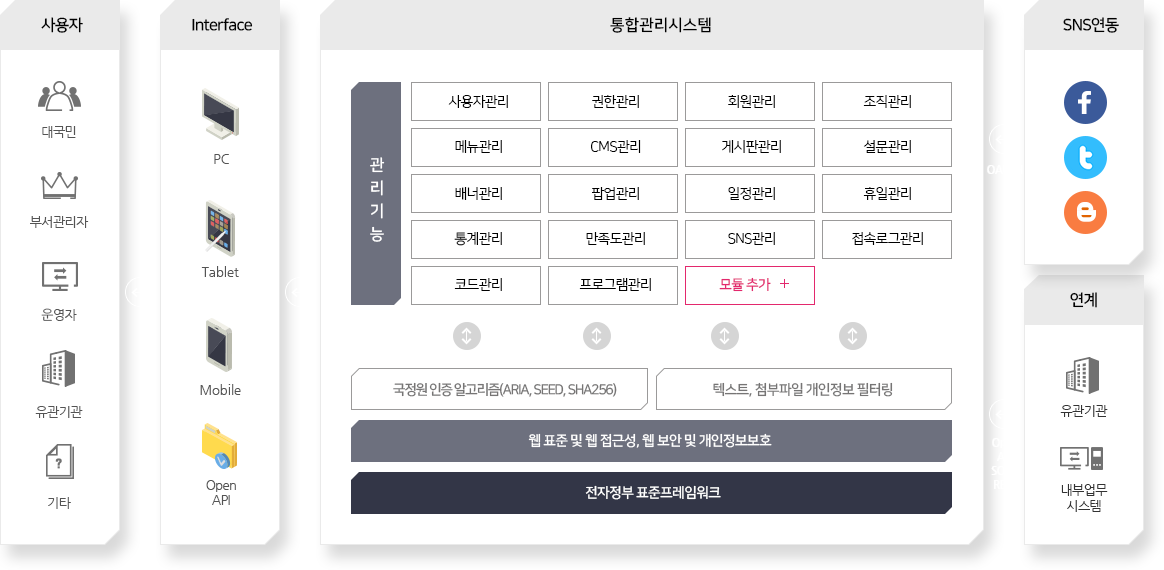 사용자
대국민
부서관리자
운영자
유관기관
?
기타
Interface
PC
Tablet
Mobile
Open
API
통합관리시스템
관
리
기
능
사용자관리
권한관리
회원관리
조직관리
메뉴관리
CMS관리
게시판관리
설문관리
배너관리
팝업관리
일정관리
휴일관리
통계관리
만족도관리
SNS관리
접속로그관리
코드관리
프로그램관리
모듈 추가 +
국정원 인증 알고리즘(ARIA, SEED, SHA256)
텍스트, 첨부파일 개인정보 필터링
웹 표준 및 웹 접근성, 웹 보안 및 개인정보보호
전자정부 표준프레임워크
SNS연동
연계
유관기관
내부업무
시스템